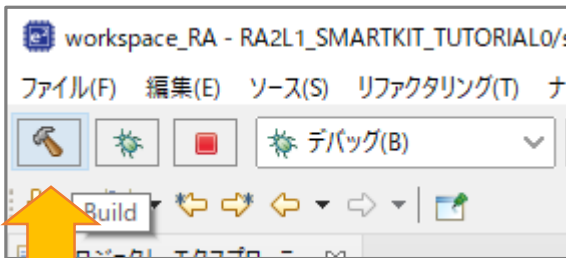 workspace_RA - RA2L1_SMARTKIT_TUTORIAL0/s
ファイル(F) 編集(E) ソース(S) リファクタリング(T) ナ
デバッグ(B)
Build